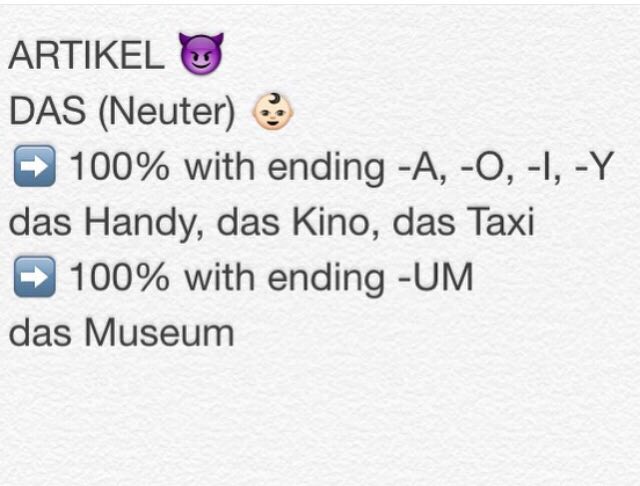 ARTIKEL 😈
DAS (Neuter) 👶🏻
➡️ 100% with ending -A, -O, -I, -Y
das Handy, das Kino, das Taxi
➡️ 100% with ending -UM
das Museum